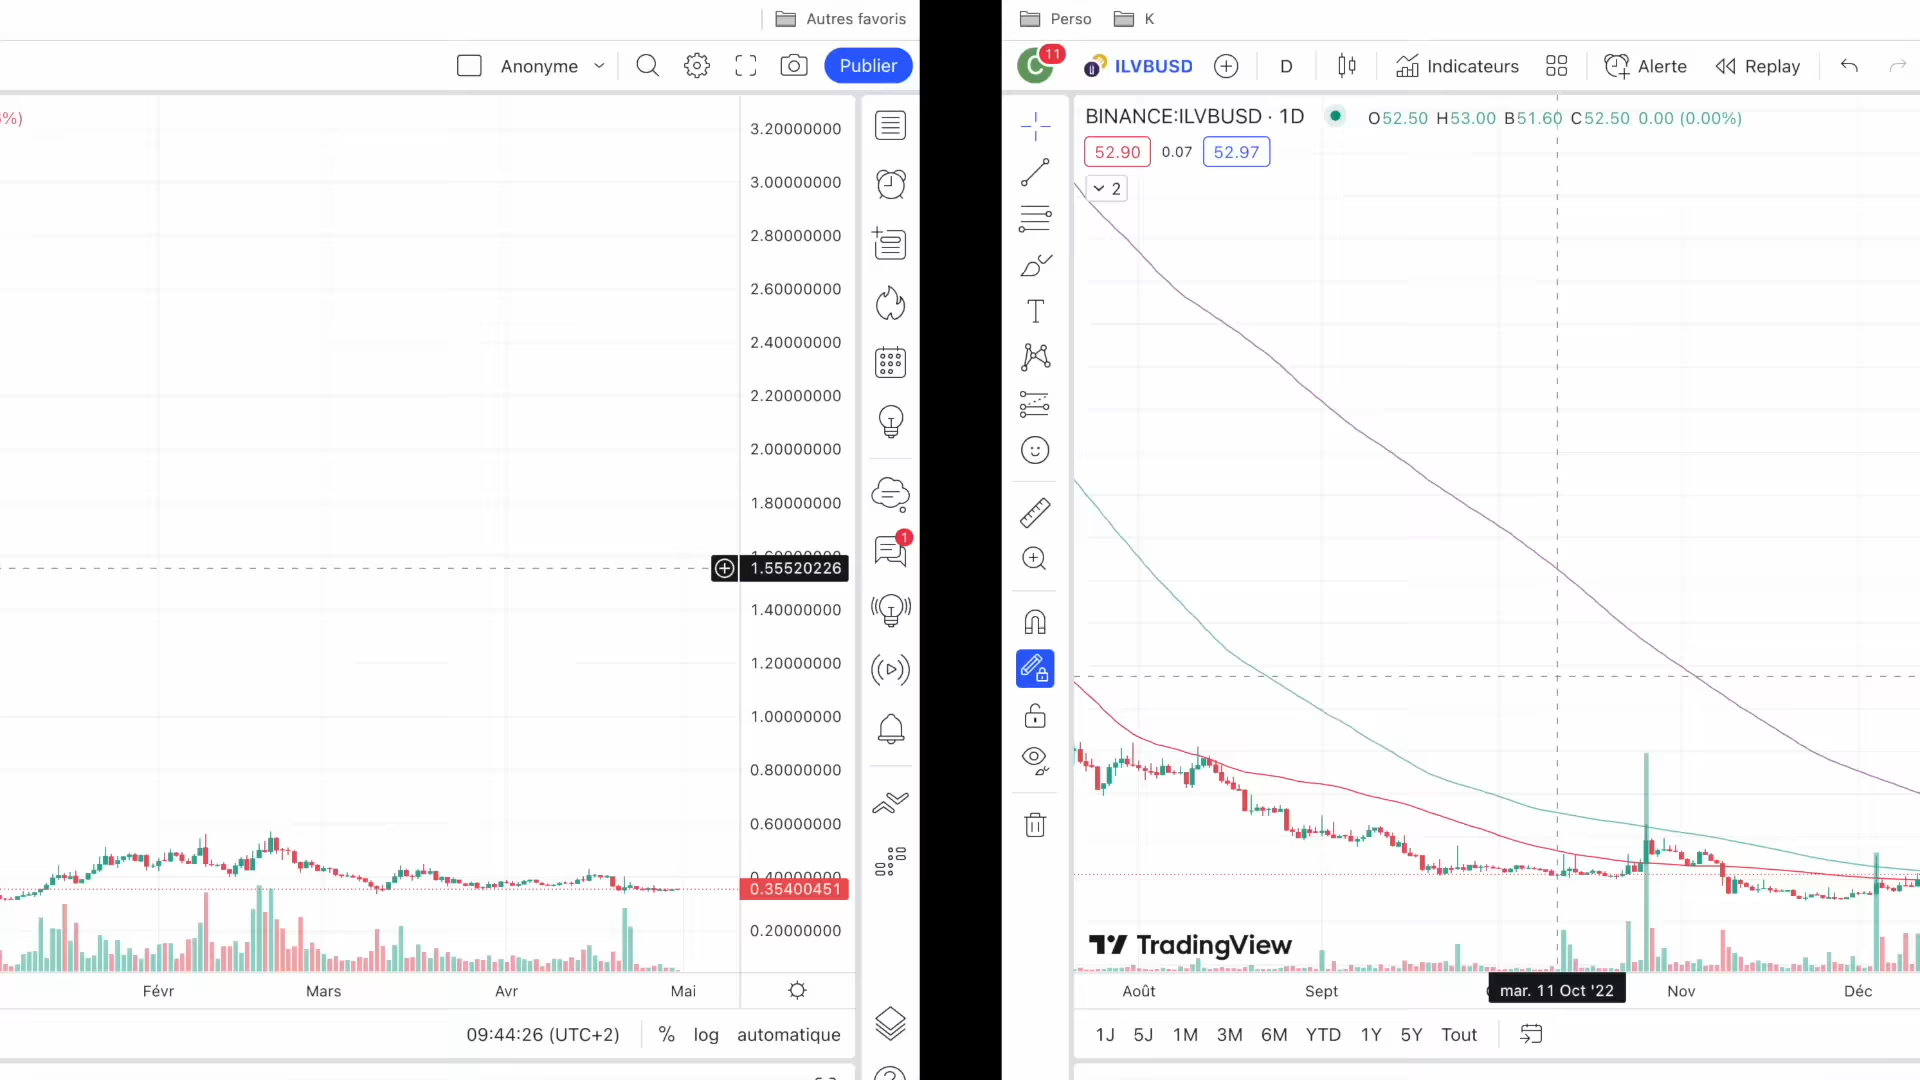 Autres favoris
Anonyme
Publier
6%)
3.20000000
3.00000000
2.80000000
2.60000000
2.40000000
2.20000000
2.00000000
1.80000000
1.55520226
1.40000000
1.20000000
1.00000000
0.80000000
0.60000000
0.35400451
0.20000000
1
Févr Mars Avr Mai
09:44:26 (UTC+2) % log automatique
Perso K
C 11 ILVBUSD D Indicateurs Alerte Replay
BINANCE:ILVBUSD · 1D O52.50 H53.00 B51.60 C52.50 0.00 (0.00%)
52.90 0.07 52.97
2
TradingView
Août Sept mar. 11 Oct '22 Nov Déc
1J 5J 1M 3M 6M YTD 1Y 5Y Tout